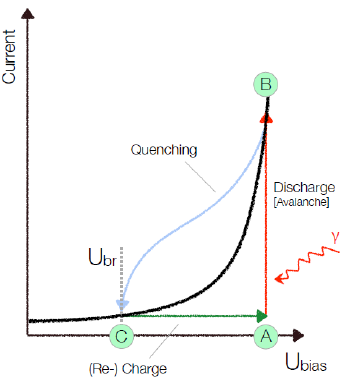 Current
B
Quenching
Discharge
[Avalanche]
γ
Ubr
C
A
(Re-) Charge
Ubias